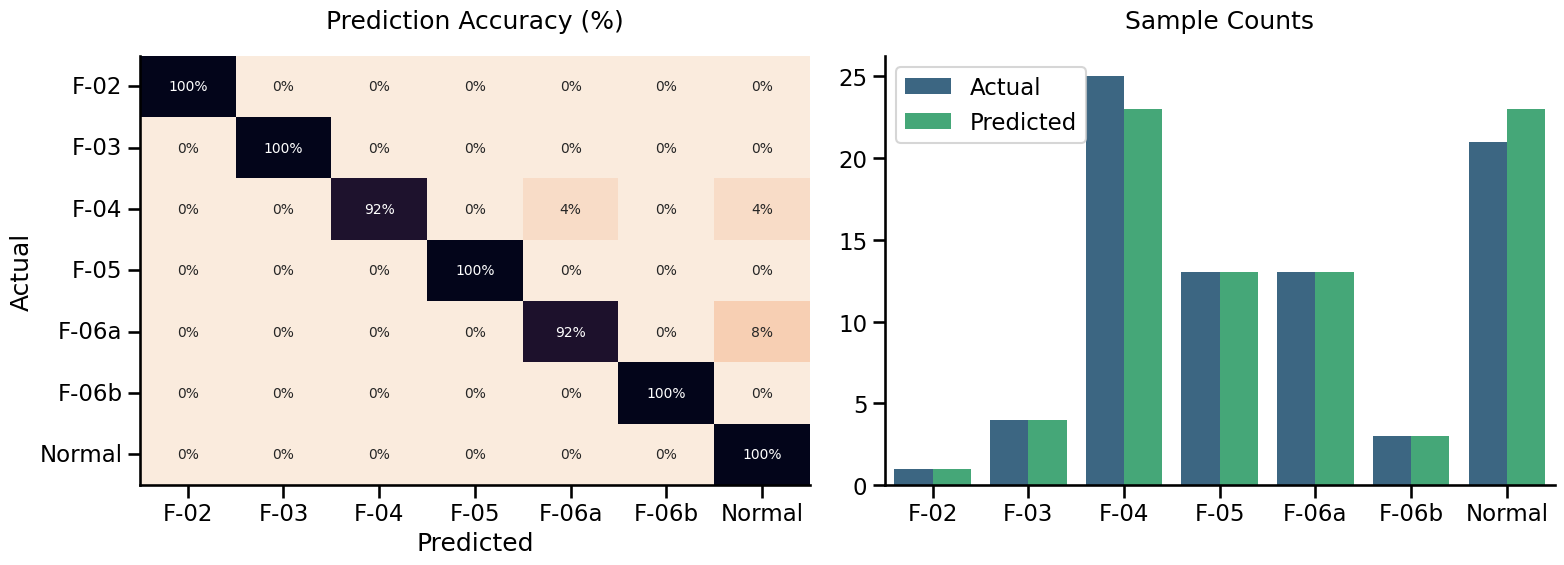 Prediction Accuracy (%)
Actual
F-02 100% 0% 0% 0% 0% 0% 0%
F-03 0% 100% 0% 0% 0% 0% 0%
F-04 0% 0% 92% 0% 4% 0% 4%
F-05 0% 0% 0% 100% 0% 0% 0%
F-06a 0% 0% 0% 0% 92% 0% 8%
F-06b 0% 0% 0% 0% 0% 100% 0%
Normal 0% 0% 0% 0% 0% 0% 100%
F-02 F-03 F-04 F-05 F-06a F-06b Normal
Predicted
Sample Counts
Actual
Predicted
25
20
15
10
5
0
F-02 F-03 F-04 F-05 F-06a F-06b Normal